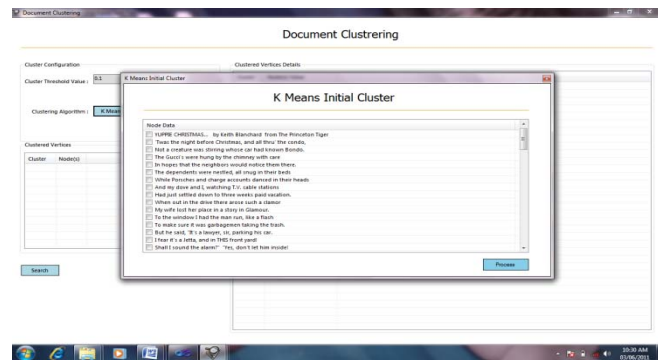 Document Clustering
Document Clustrering
Cluster Configuration
Clustered Vertices Details
Cluster Threshold Value :
0.1
Clustering Algorithm :
K Mean
Clustered Vertices
Cluster Node(s)
Search
K Means Initial Cluster
K Means Initial Cluster
Node Data
YUPPIE CHRISTMAS... by Keith Blanchard from The Princeton Tiger
'Twas the night before Christmas, and all thru' the condo,
Not a creature was stirring whose car had known Bondo.
The Gucci's were hung by the chimney with care
In hopes that the neighbors would notice them there.
The dependents were nestled, all snug in their beds
While Porsches and charge accounts danced in their heads
And my dove and I, watching T.V. cable stations
Had just settled down to three weeks paid vacation.
When out in the drive there arose such a clamor
My wife lost her place in a story in Glamour.
To the window I had the man run, like a flash
To make sure it was garbagemen taking the trash.
But he said, "It's a lawyer, sir, parking his car.
I fear it's a Jetta, and in THIS front yard!
Shall I sound the alarm?" "Yes, don't let him inside!
Process
10:30 AM
03/06/2011